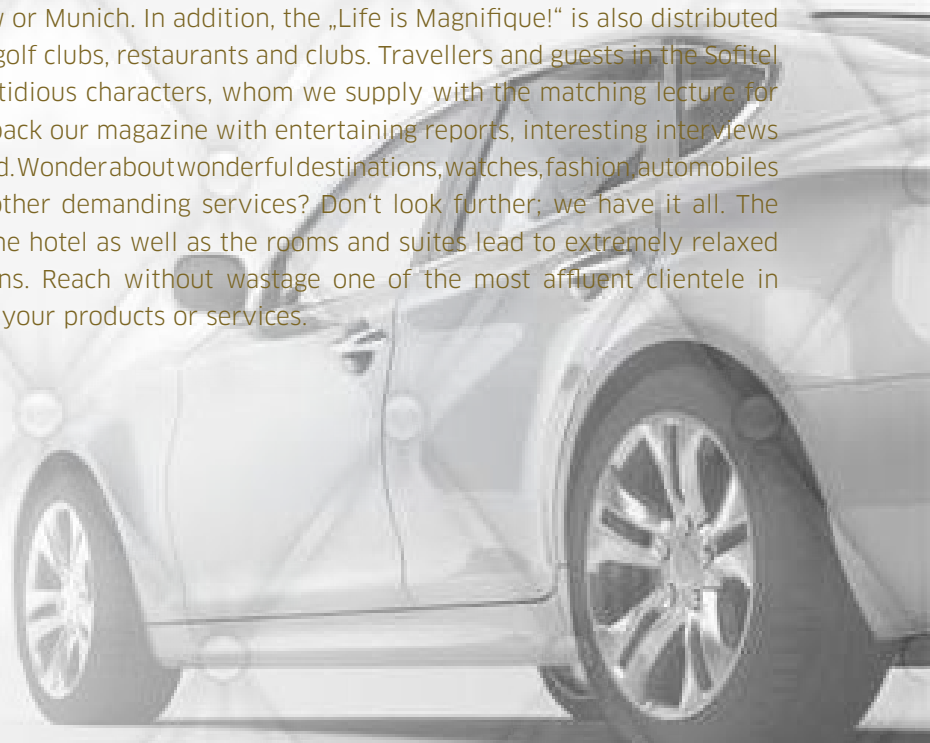 or Munich. In addition, the „Life is Magnifique!“ is also distributed
golf clubs, restaurants and clubs. Travellers and guests in the Sofitel
tidious characters, whom we supply with the matching lecture for
pack our magazine with entertaining reports, interesting interviews
d. Wonder about wonderful destinations, watches, fashion, automobiles
other demanding services? Don‘t look further; we have it all. The
he hotel as well as the rooms and suites lead to extremely relaxed
ns. Reach without wastage one of the most affluent clientele in
your products or services.